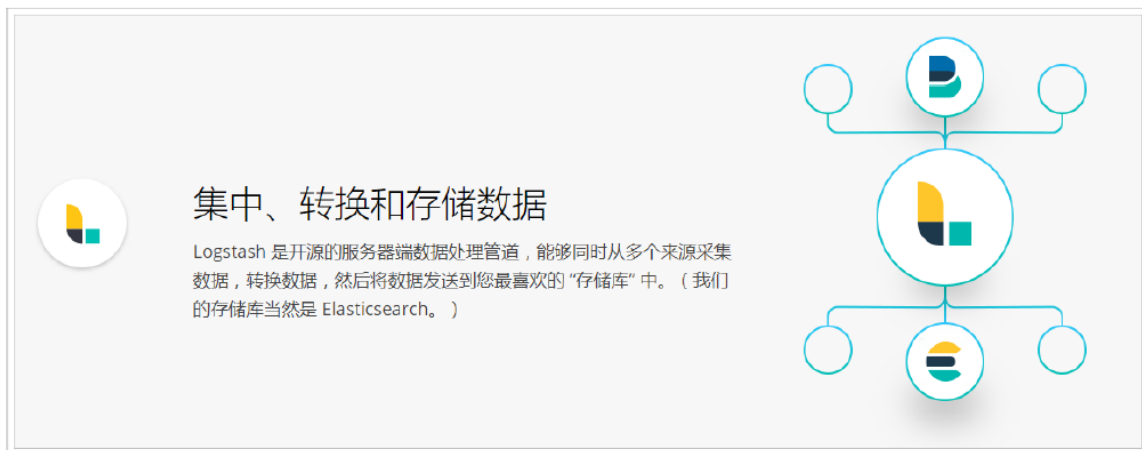 集中、转换和存储数据
Logstash 是开源的服务器端数据处理管道，能够同时从多个来源采集
数据，转换数据，然后将数据发送到您最喜欢的 “存储库” 中。（我们
的存储库当然是 Elasticsearch。）